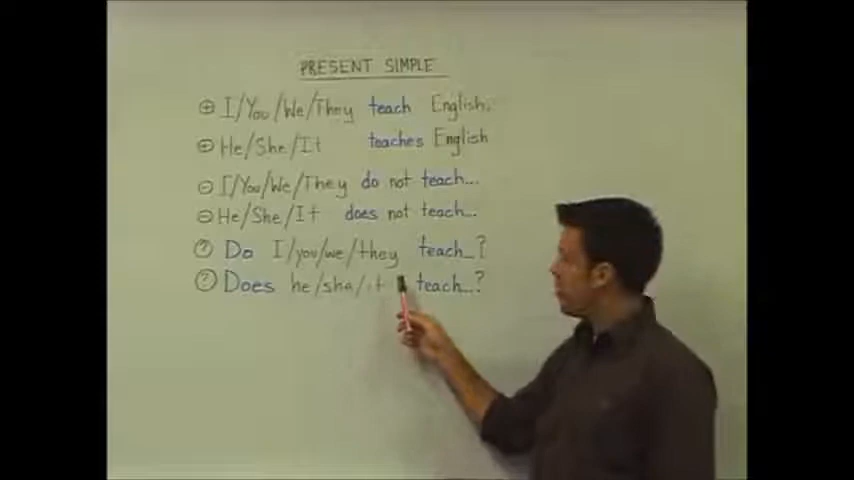 PRESENT SIMPLE
+ I/You/We/They teach English.
+ He/She/It teaches English
- I/You/We/They do not teach...
- He/She/It does not teach...
? Do I/you/we/they teach...?
? Does he/she/it teach...?